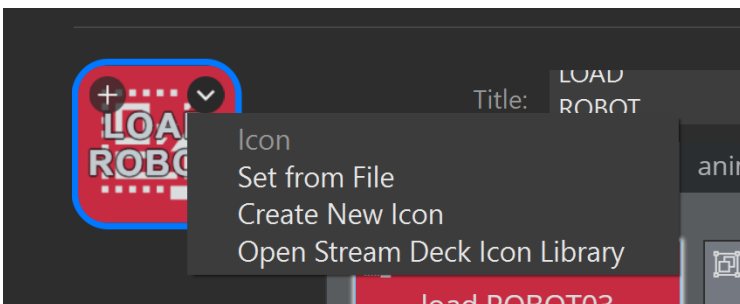 LOAD
ROBOT
Title:
LOAD
ROBOT
Icon
Set from File
Create New Icon
Open Stream Deck Icon Library
load ROBOT03